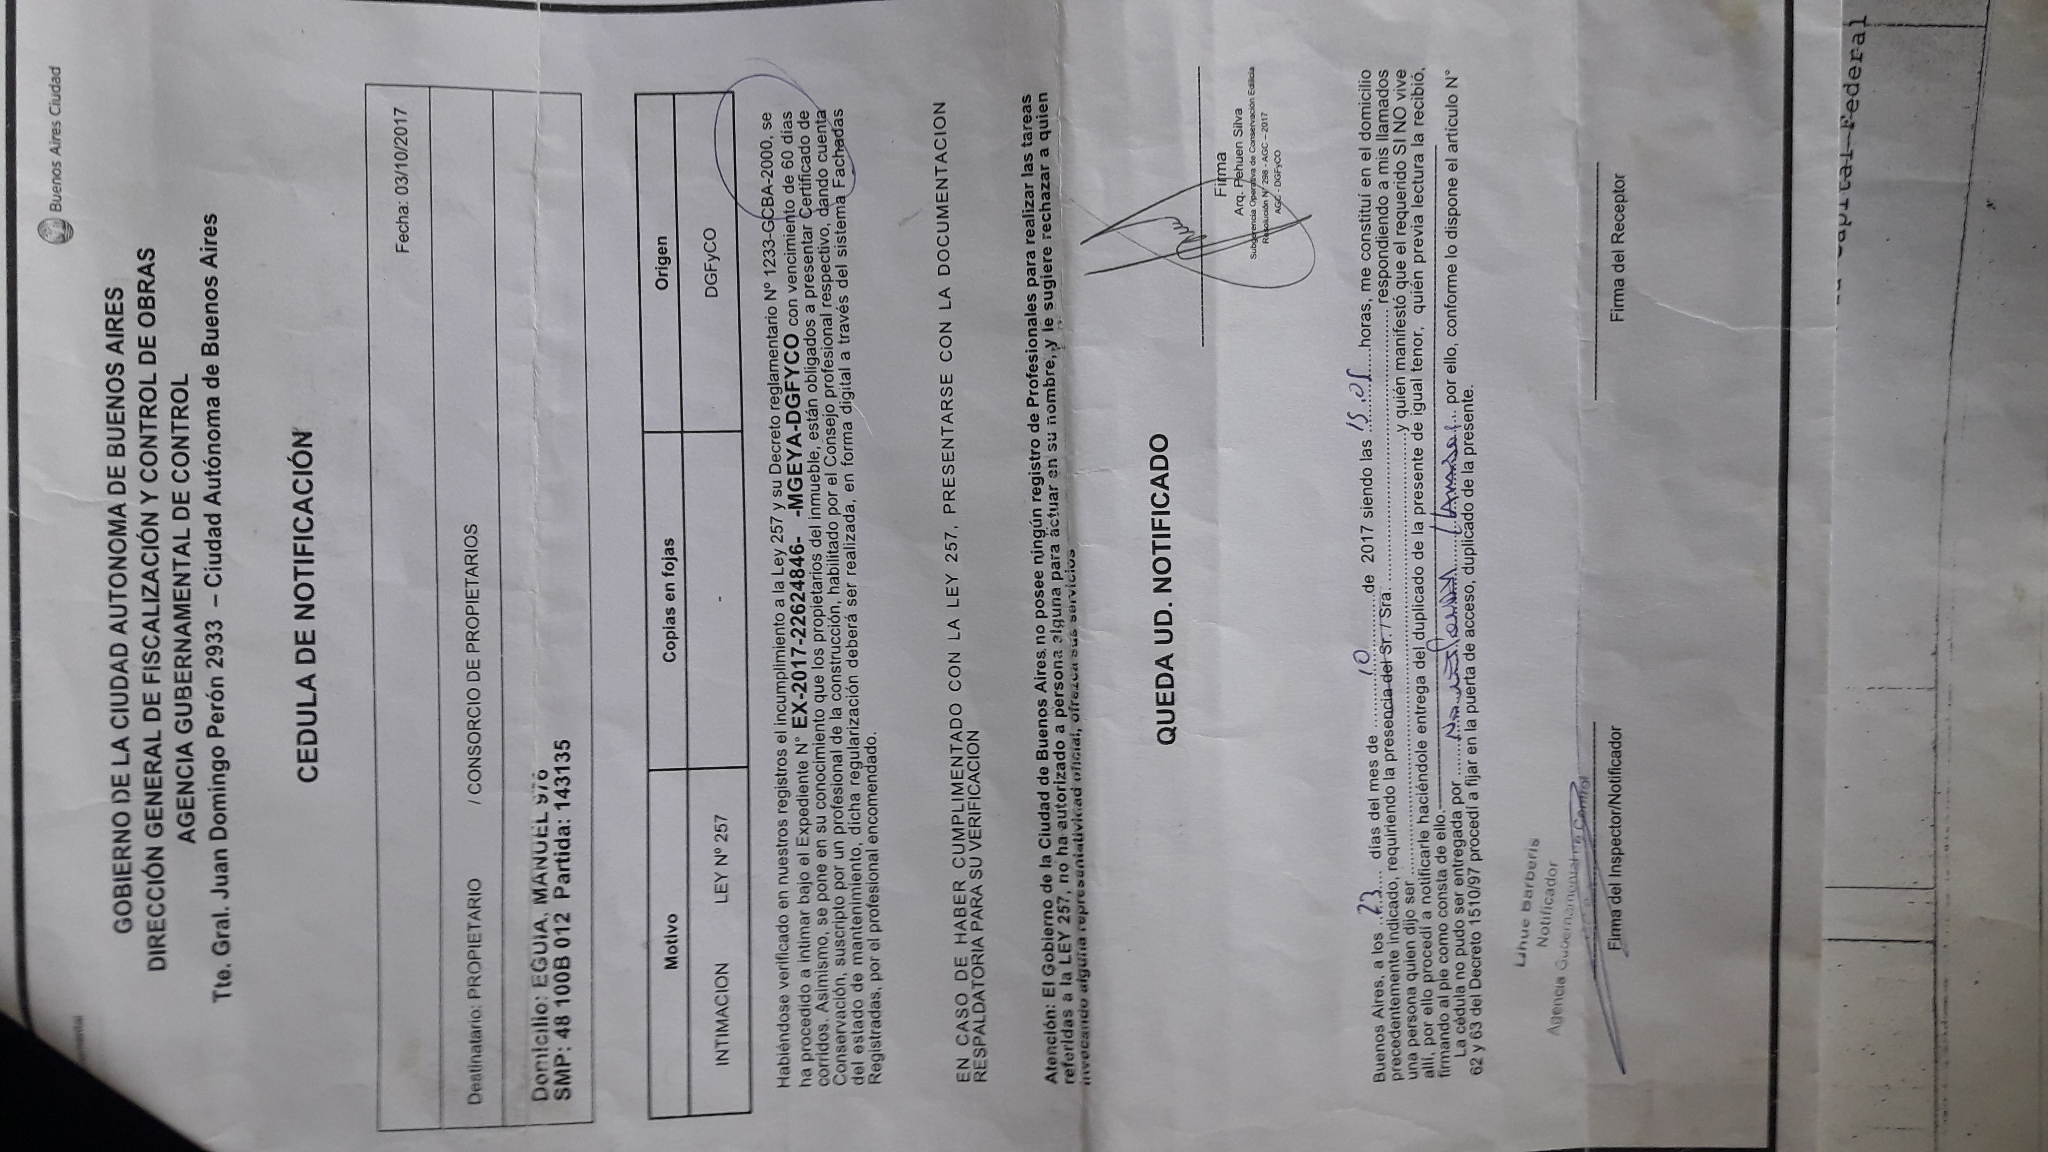 Buenos Aires Ciudad
GOBIERNO DE LA CIUDAD AUTONOMA DE BUENOS AIRES
DIRECCIÓN GENERAL DE FISCALIZACIÓN Y CONTROL DE OBRAS
AGENCIA GUBERNAMENTAL DE CONTROL
Tte. Gral. Juan Domingo Perón 2933 – Ciudad Autónoma de Buenos Aires
CEDULA DE NOTIFICACIÓN
Fecha: 03/10/2017
Destinatario: PROPIETARIO / CONSORCIO DE PROPIETARIOS
Domicilio: EGUIA, MANUEL 976
SMP: 48 100B 012 Partida: 143135
Motivo Copias en fojas Origen
INTIMACION LEY Nº 257 - DGFyCO
Habiéndose verificado en nuestros registros el incumplimiento a la Ley 257 y su Decreto reglamentario Nº 1233-GCBA-2000, se
ha procedido a intimar bajo el Expediente N° EX-2017-22624846- -MGEYA-DGFYCO con vencimiento de 60 días
corridos. Asimismo, se pone en su conocimiento que los propietarios del inmueble, están obligados a presentar Certificado de
Conservación, suscripto por un profesional de la construcción, habilitado por el Consejo profesional respectivo, dando cuenta
del estado de mantenimiento, dicha regularización deberá ser realizada, en forma digital a través del sistema Fachadas
Registradas, por el profesional encomendado.
EN CASO DE HABER CUMPLIMENTADO CON LA LEY 257, PRESENTARSE CON LA DOCUMENTACION
RESPALDATORIA PARA SU VERIFICACION
Atención: El Gobierno de la Ciudad de Buenos Aires no posee ningún registro de Profesionales para realizar las tareas
referidas a la LEY 257, no ha autorizado a persona alguna para actuar en su nombre, y le sugiere rechazar a quien
invocando alguna representatividad oficial, ofrezca sus servicios
QUEDA UD. NOTIFICADO
Firma
Arq. Pehuen Silva
Subgerencia Operativa de Conservación Edilicia
Resolución N° 298 - AGC – 2017
AGC - DGFyCO
Buenos Aires, a los ..23.... días del mes de ..........10..........de 2017 siendo las 15.05....horas, me constituí en el domicilio
precedentemente indicado, requiriendo la presencia del Sr. / Sra. ........................................ respondiendo a mis llamados
una persona quien dijo ser ................................................................y quién manifestó que el requerido SI NO vive
allí, por ello procedí a notificarle haciéndole entrega del duplicado de la presente de igual tenor, quién previa lectura la recibió,
firmando al pie como consta de ello.
La cédula no pudo ser entregada por ......No responden llamados... por ello, conforme lo dispone el artículo N°
62 y 63 del Decreto 1510/97 procedí a fijar en la puerta de acceso, duplicado de la presente.
Lihue Barberis
Notificador
Agencia Gubernamental de Control
Firma del Inspector/Notificador
Firma del Receptor
Capital Federal